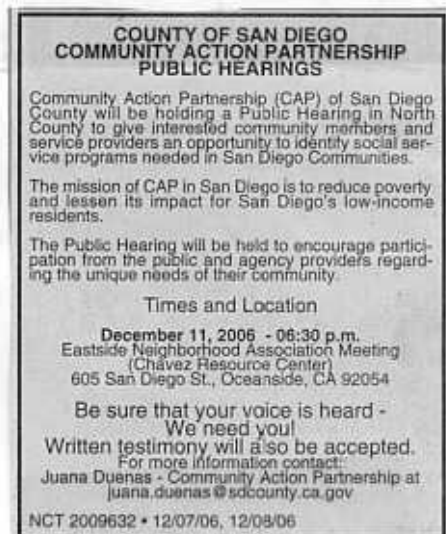 COUNTY OF SAN DIEGO
COMMUNITY ACTION PARTNERSHIP
PUBLIC HEARINGS
Community Action Partnership (CAP) of San Diego
County will be holding a Public Hearing in North
County to give interested community members and
service providers an opportunity to identify social ser-
vice programs needed in San Diego Communities.
The mission of CAP in San Diego is to reduce poverty
and lessen its impact for San Diego's low-income
residents.
The Public Hearing will be held to encourage partici-
pation from the public and agency providers regard-
ing the unique needs of their community.
Times and Location
December 11, 2006 - 06:30 p.m.
Eastside Neighborhood Association Meeting
(Chavez Resource Center)
605 San Diego St., Oceanside, CA 92054
Be sure that your voice is heard -
We need you!
Written testimony will also be accepted.
For more information contact:
Juana Duenas - Community Action Partnership at
juana.duenas@sdcounty.ca.gov
NCT 2009632 • 12/07/06, 12/08/06